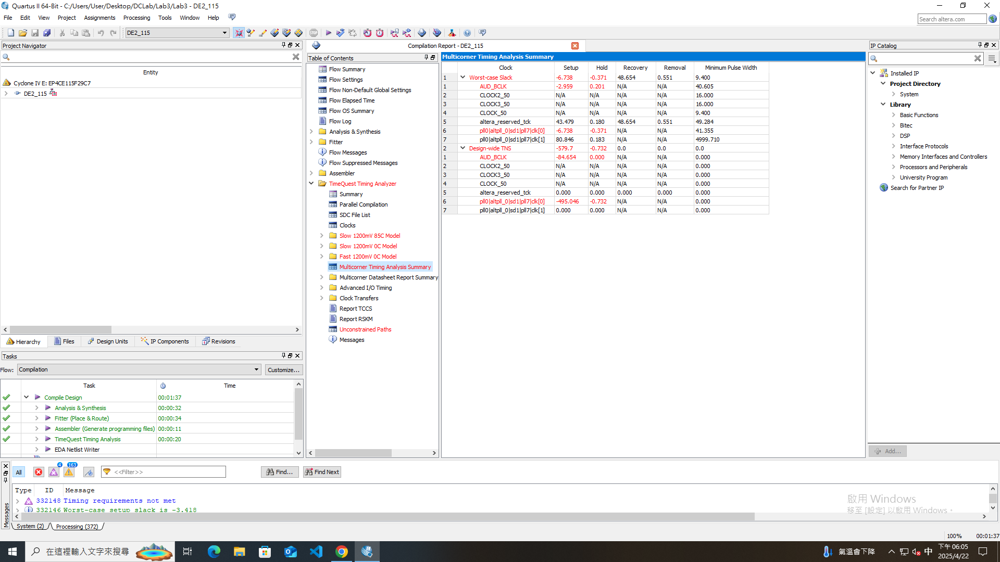 Quartus II 64-Bit - C:/Users/User/Desktop/DCLab/Lab3/Lab3 - DE2_115
File Edit View Project Assignments Processing Tools Window Help
Search altera.com
DE2_115
STOP
Project Navigator
Entity
Cyclone IV E: EP4CE115F29C7
DE2_115
Hierarchy Files Design Units IP Components Revisions
Tasks
Flow: Compilation Customize...
Task Time
Compile Design 00:01:37
Analysis & Synthesis 00:00:32
Fitter (Place & Route) 00:00:34
Assembler (Generate programming files) 00:00:11
TimeQuest Timing Analysis 00:00:20
EDA Netlist Writer
Compilation Report - DE2_115
Table of Contents
Flow Summary
Flow Settings
Flow Non-Default Global Settings
Flow Elapsed Time
Flow OS Summary
Flow Log
Analysis & Synthesis
Fitter
Flow Messages
Flow Suppressed Messages
Assembler
TimeQuest Timing Analyzer
Summary
Parallel Compilation
SDC File List
Clocks
Slow 1200mV 85C Model
Slow 1200mV 0C Model
Fast 1200mV 0C Model
Multicorner Timing Analysis Summary
Multicorner Datasheet Report Summary
Advanced I/O Timing
Clock Transfers
Report TCCS
Report RSKM
Unconstrained Paths
Messages
Multicorner Timing Analysis Summary
Clock Setup Hold Recovery Removal Minimum Pulse Width
1 Worst-case Slack -6.738 -0.371 48.654 0.551 9.400
1 AUD_BCLK -2.959 0.201 N/A N/A 40.605
2 CLOCK2_50 N/A N/A N/A N/A 16.000
3 CLOCK3_50 N/A N/A N/A N/A 16.000
4 CLOCK_50 N/A N/A N/A N/A 9.400
5 altera_reserved_tck 43.479 0.180 48.654 0.551 49.284
6 pll0|altpll_0|sd1|pll7|clk[0] -6.738 -0.371 N/A N/A 41.355
7 pll0|altpll_0|sd1|pll7|clk[1] 80.846 0.183 N/A N/A 4999.710
2 Design-wide TNS -579.7 -0.732 0.0 0.0 0.0
1 AUD_BCLK -84.654 0.000 N/A N/A 0.000
2 CLOCK2_50 N/A N/A N/A N/A 0.000
3 CLOCK3_50 N/A N/A N/A N/A 0.000
4 CLOCK_50 N/A N/A N/A N/A 0.000
5 altera_reserved_tck 0.000 0.000 0.000 0.000 0.000
6 pll0|altpll_0|sd1|pll7|clk[0] -495.046 -0.732 N/A N/A 0.000
7 pll0|altpll_0|sd1|pll7|clk[1] 0.000 0.000 N/A N/A 0.000
IP Catalog
Installed IP
Project Directory
System
Library
Basic Functions
Bitec
DSP
Interface Protocols
Memory Interfaces and Controllers
Processors and Peripherals
University Program
Search for Partner IP
Add...
Messages
All 4 163 <<Filter>> Find... Find Next
Type ID Message
332148 Timing requirements not met
332146 Worst-case setup slack is -3.418
System (2) Processing (372)
啟用 Windows
移至 [設定] 以啟用 Windows。
100% 00:01:37
在這裡輸入文字來搜尋
氣溫會下降 中
下午 06:05
2025/4/22